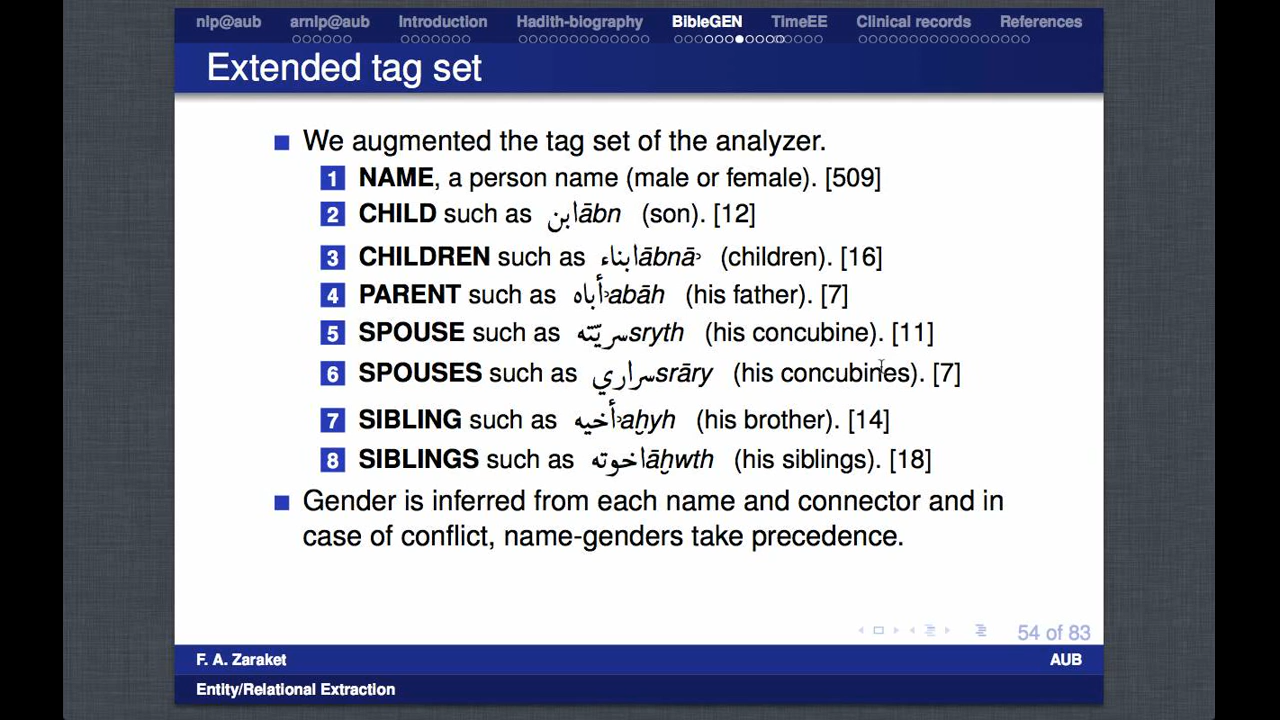 nlp@aub arnlp@aub Introduction Hadith-biography BibleGEN TimeEE Clinical records References
Extended tag set
We augmented the tag set of the analyzer.
1 NAME, a person name (male or female). [509]
2 CHILD such as ابن ābn (son). [12]
3 CHILDREN such as ابناء ābnāʾ (children). [16]
4 PARENT such as أباه ʾabāh (his father). [7]
5 SPOUSE such as سريّته sryth (his concubine). [11]
6 SPOUSES such as سراري srāry (his concubines). [7]
7 SIBLING such as أخيه ʾaḫyh (his brother). [14]
8 SIBLINGS such as اخوته āḫwth (his siblings). [18]
Gender is inferred from each name and connector and in
case of conflict, name-genders take precedence.
54 of 83
F. A. Zaraket AUB
Entity/Relational Extraction